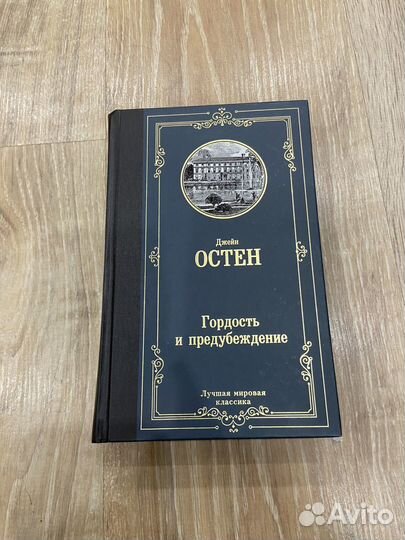 Джейн
ОСТЕН
Гордость
и предубеждение
Лучшая мировая
классика
Avito